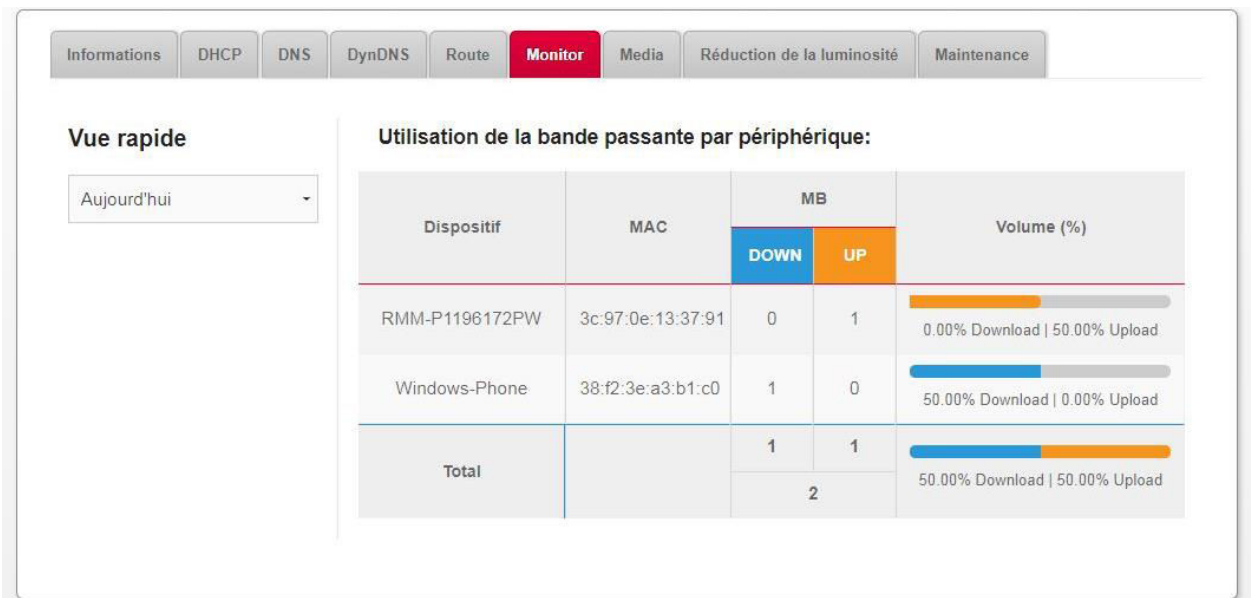 Informations DHCP DNS DynDNS Route Monitor Media Réduction de la luminosité Maintenance
Vue rapide
Aujourd'hui
Utilisation de la bande passante par périphérique:
Dispositif MAC MB Volume (%)
DOWN UP
RMM-P1196172PW 3c:97:0e:13:37:91 0 1
0.00% Download | 50.00% Upload
Windows-Phone 38:f2:3e:a3:b1:c0 1 0
50.00% Download | 0.00% Upload
Total 1 1
2
50.00% Download | 50.00% Upload